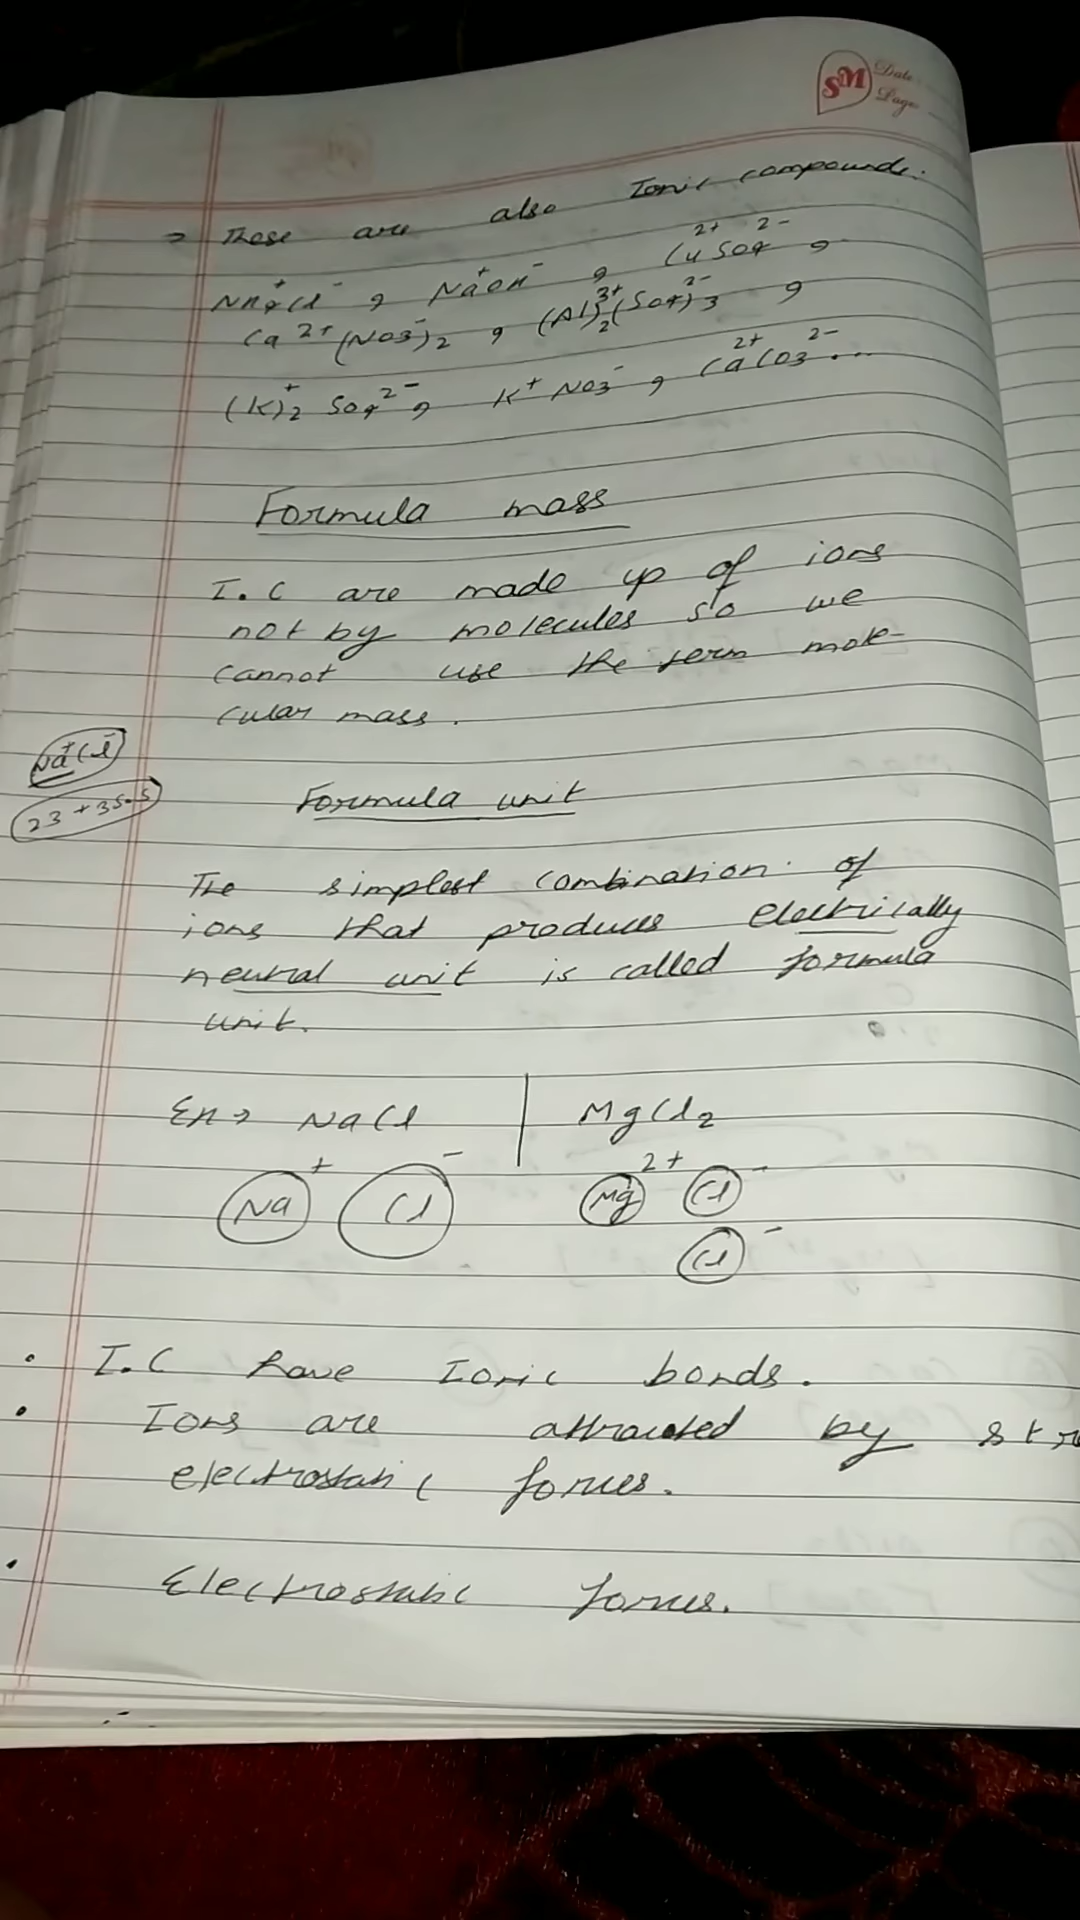 SM Date
Page
→ These are also Ionic compounds.
NH₄⁺Cl⁻, Na⁺OH⁻, Cu²⁺SO₄²⁻,
Ca²⁺(NO₃⁻)₂, (Al)₂³⁺(SO₄)₃²⁻,
(K)₂⁺ SO₄²⁻, K⁺ NO₃⁻, Ca²⁺CO₃²⁻...
Formula mass
I.C are made up of ions
not by molecules so we
cannot use the term mole-
cular mass.
Na⁺Cl⁻
23 + 35.5
Formula unit
The simplest combination of
ions that produces electrically
neutral unit is called formula
unit.
Ex → NaCl | MgCl₂
Na⁺ Cl⁻ Mg²⁺ Cl⁻
Cl⁻
• I.C have Ionic bonds.
• Ions are attracted by str
electrostatic forces.
• Electrostatic forces.